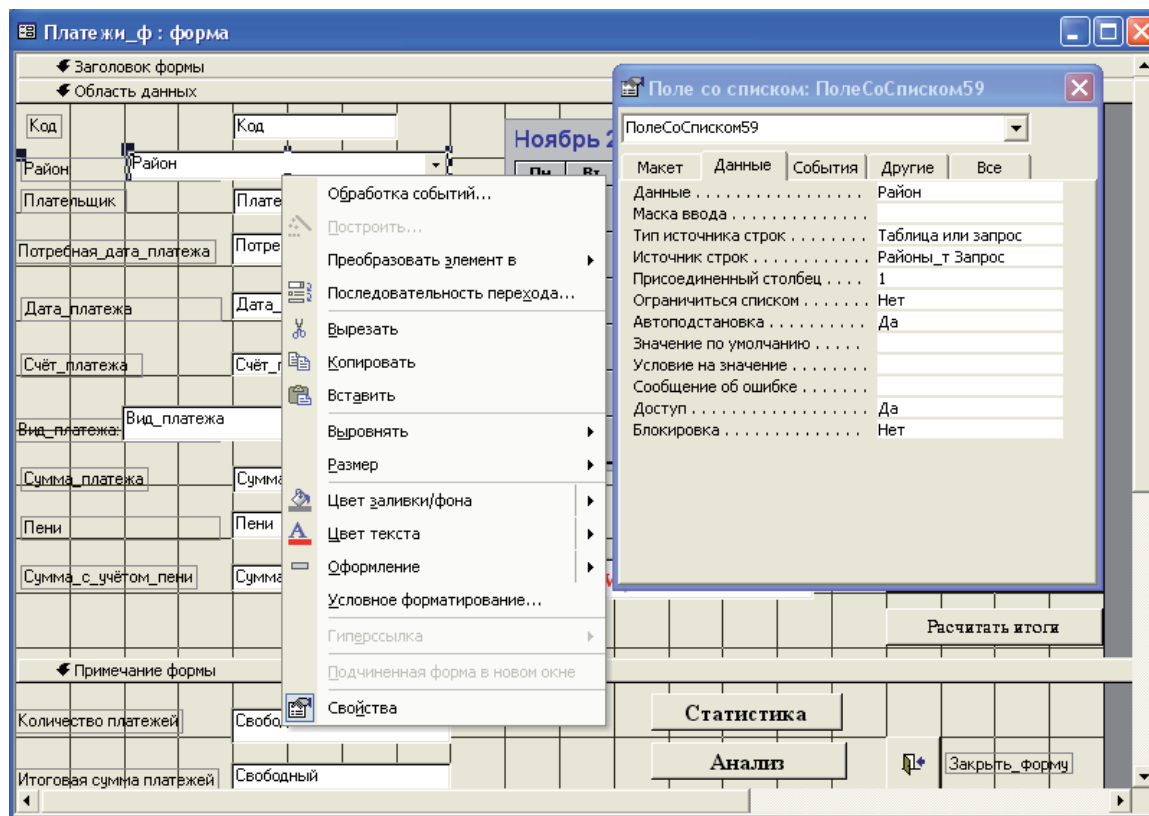 Платежи_ф : форма
Заголовок формы
Область данных
Код
Код
Район
Район
Плательщик
Плате
Потребная_дата_платежа
Потре
Дата_платежа
Дата_
Счёт_платежа
Счёт_п
Вид_платежа:
Вид_платежа
Сумма_платежа
Сумма
Пени
Пени
Сумма_с_учётом_пени
Сумма
Ноябрь 2
Пн Вт
Обработка событий...
Построить...
Преобразовать элемент в
Последовательность перехода...
Вырезать
Копировать
Вставить
Выровнять
Размер
Цвет заливки/фона
Цвет текста
Оформление
Условное форматирование...
Гиперссылка
Подчиненная форма в новом окне
Свойства
Поле со списком: ПолеСоСписком59
ПолеСоСписком59
Макет Данные События Другие Все
Данные . . . . . . . . . . . . . . . . Район
Маска ввода . . . . . . . . . . . . .
Тип источника строк . . . . . . . . Таблица или запрос
Источник строк . . . . . . . . . . . Районы_т Запрос
Присоединенный столбец . . . . 1
Ограничиться списком . . . . . . . Нет
Автоподстановка . . . . . . . . . . Да
Значение по умолчанию . . . . .
Условие на значение . . . . . . . .
Сообщение об ошибке . . . . . . .
Доступ . . . . . . . . . . . . . . . . Да
Блокировка . . . . . . . . . . . . . Нет
Расчитать итоги
Примечание формы
Количество платежей
Свобо
Статистика
Анализ
Итоговая сумма платежей
Свободный
Закрыть_форму